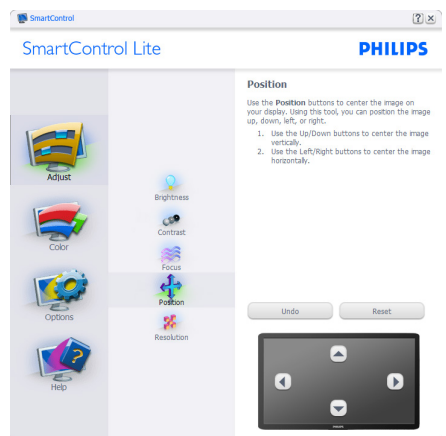 SmartControl
SmartControl Lite
PHILIPS
Adjust
Color
Options
Help
Brightness
Contrast
Focus
Position
Resolution
Position
Use the Position buttons to center the image on
your display. Using this tool, you can position the image
up, down, left, or right.
1. Use the Up/Down buttons to center the image
vertically.
2. Use the Left/Right buttons to center the image
horizontally.
Undo
Reset
PHILIPS